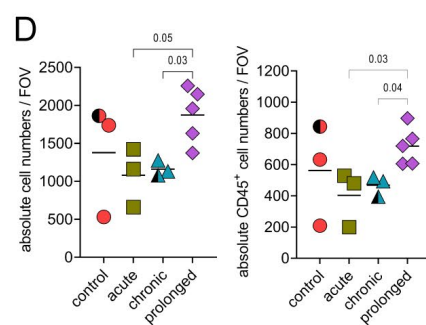 D
0.05
0.03
absolute cell numbers / FOV
2500
2000
1500
1000
500
0
control
acute
chronic
prolonged
0.03
0.04
absolute CD45⁺ cell numbers / FOV
1200
1000
800
600
400
200
0
control
acute
chronic
prolonged